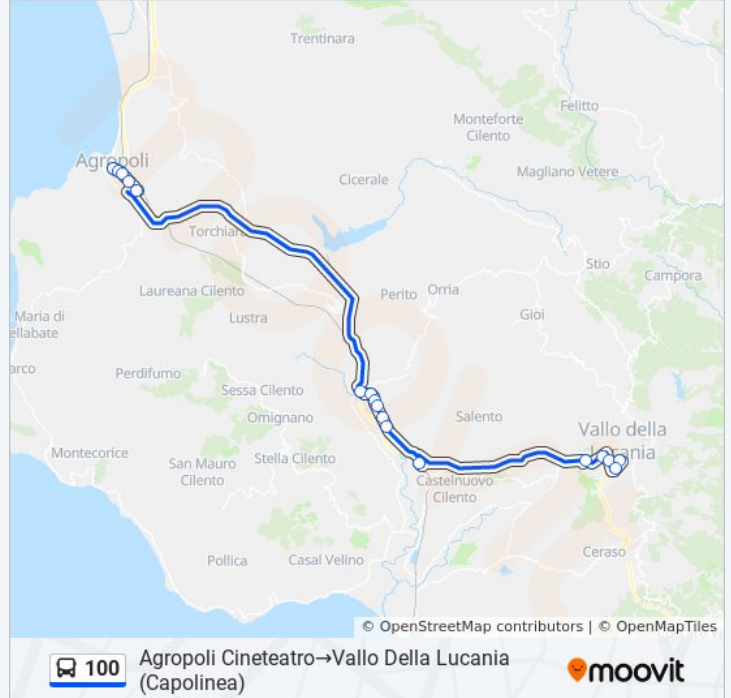 Trentinara
Felitto
Monteforte
Cilento
Agropoli
Magliano Vetere
Cicerale
Torchiara
Stio
Campora
Laureana Cilento
Perito
Orria
Gioi
Maria di
ellabate
Lustra
arco
Perdifumo
Sessa Cilento
Omignano
Salento
Vallo della
Lucania
Montecorice
San Mauro
Cilento
Stella Cilento
Castelnuovo
Cilento
Pollica
Casal Velino
Ceraso
© OpenStreetMap contributors | © OpenMapTiles
100
Agropoli Cineteatro→Vallo Della Lucania
(Capolinea)
moovit